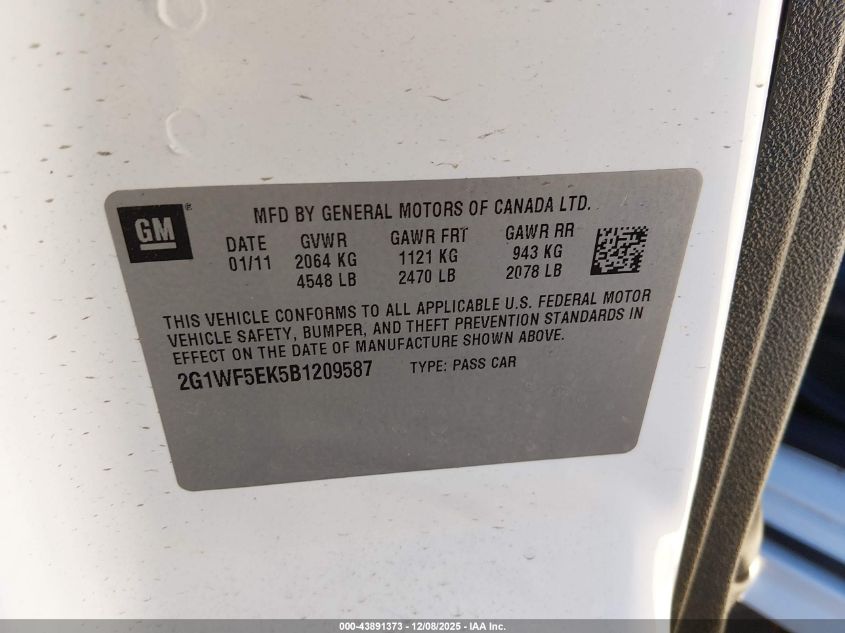 GM
®
MFD BY GENERAL MOTORS OF CANADA LTD.
DATE GVWR GAWR FRT GAWR RR
01/11 2064 KG 1121 KG 943 KG
4548 LB 2470 LB 2078 LB
THIS VEHICLE CONFORMS TO ALL APPLICABLE U.S. FEDERAL MOTOR
VEHICLE SAFETY, BUMPER, AND THEFT PREVENTION STANDARDS IN
EFFECT ON THE DATE OF MANUFACTURE SHOWN ABOVE.
2G1WF5EK5B1209587 TYPE: PASS CAR
000-43891373 - 12/08/2025 - IAA Inc.